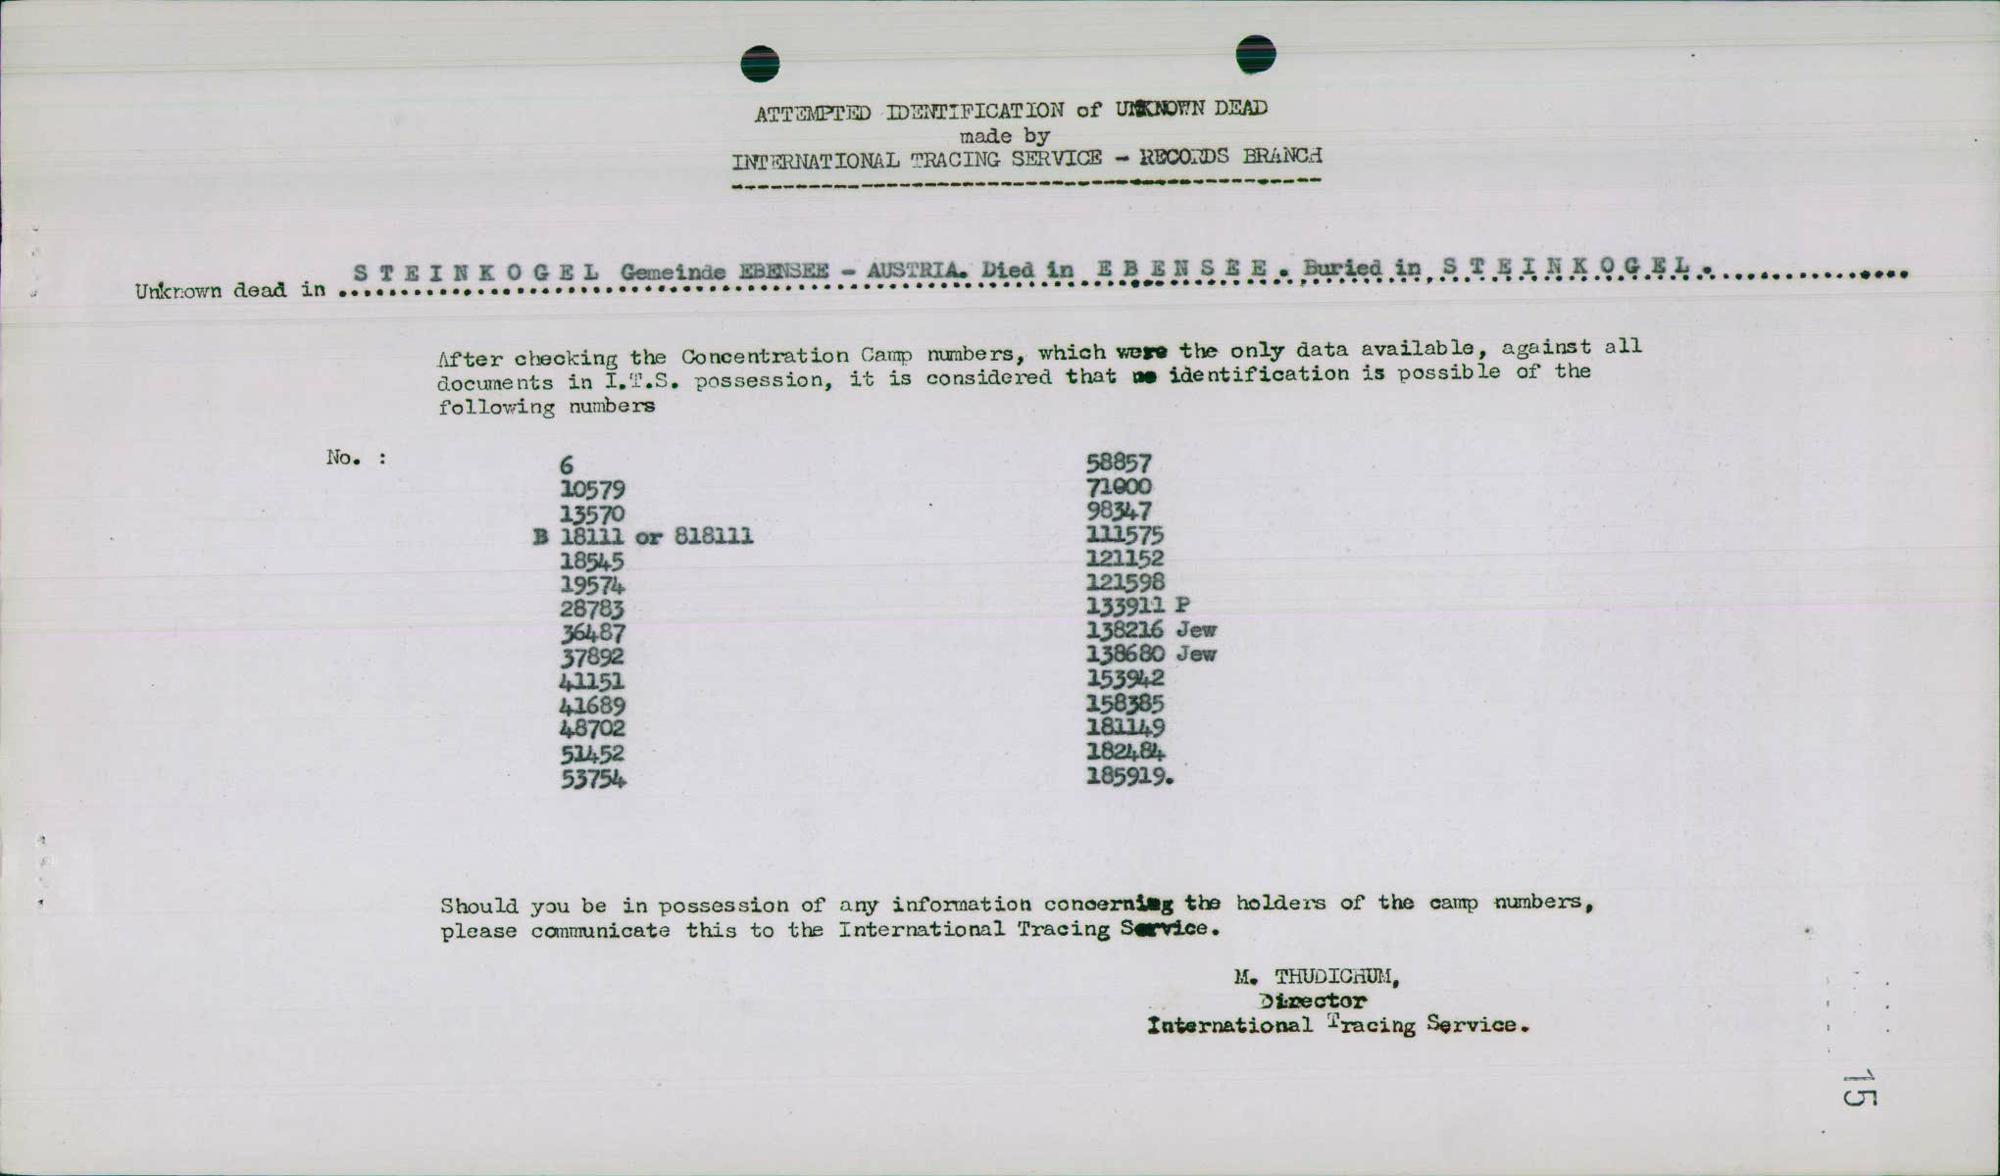 ATTEMPTED IDENTIFICATION of UNKNOWN DEAD
made by
INTERNATIONAL TRACING SERVICE - RECORDS BRANCH
Unknown dead in STEINKOGEL Gemeinde EBENSEE - AUSTRIA. Died in EBENSEE. Buried in STEINKOGEL.
After checking the Concentration Camp numbers, which were the only data available, against all
documents in I.T.S. possession, it is considered that no identification is possible of the
following numbers
No. :
6
10579
13570
B 18111 or 818111
18545
19574
28783
36487
37892
41151
41689
48702
51452
53754
58857
71000
98347
111575
121152
121598
133911 P
138216 Jew
138680 Jew
153942
158385
181149
182484
185919.
Should you be in possession of any information concerning the holders of the camp numbers,
please communicate this to the International Tracing Service.
M. THUDICHUM,
Director
International Tracing Service.
15